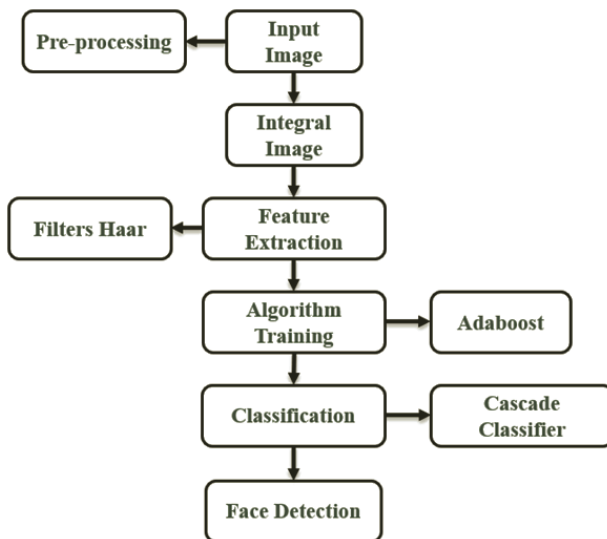 Pre-processing
Input
Image
Integral
Image
Filters Haar
Feature
Extraction
Algorithm
Training
Adaboost
Classification
Cascade
Classifier
Face Detection